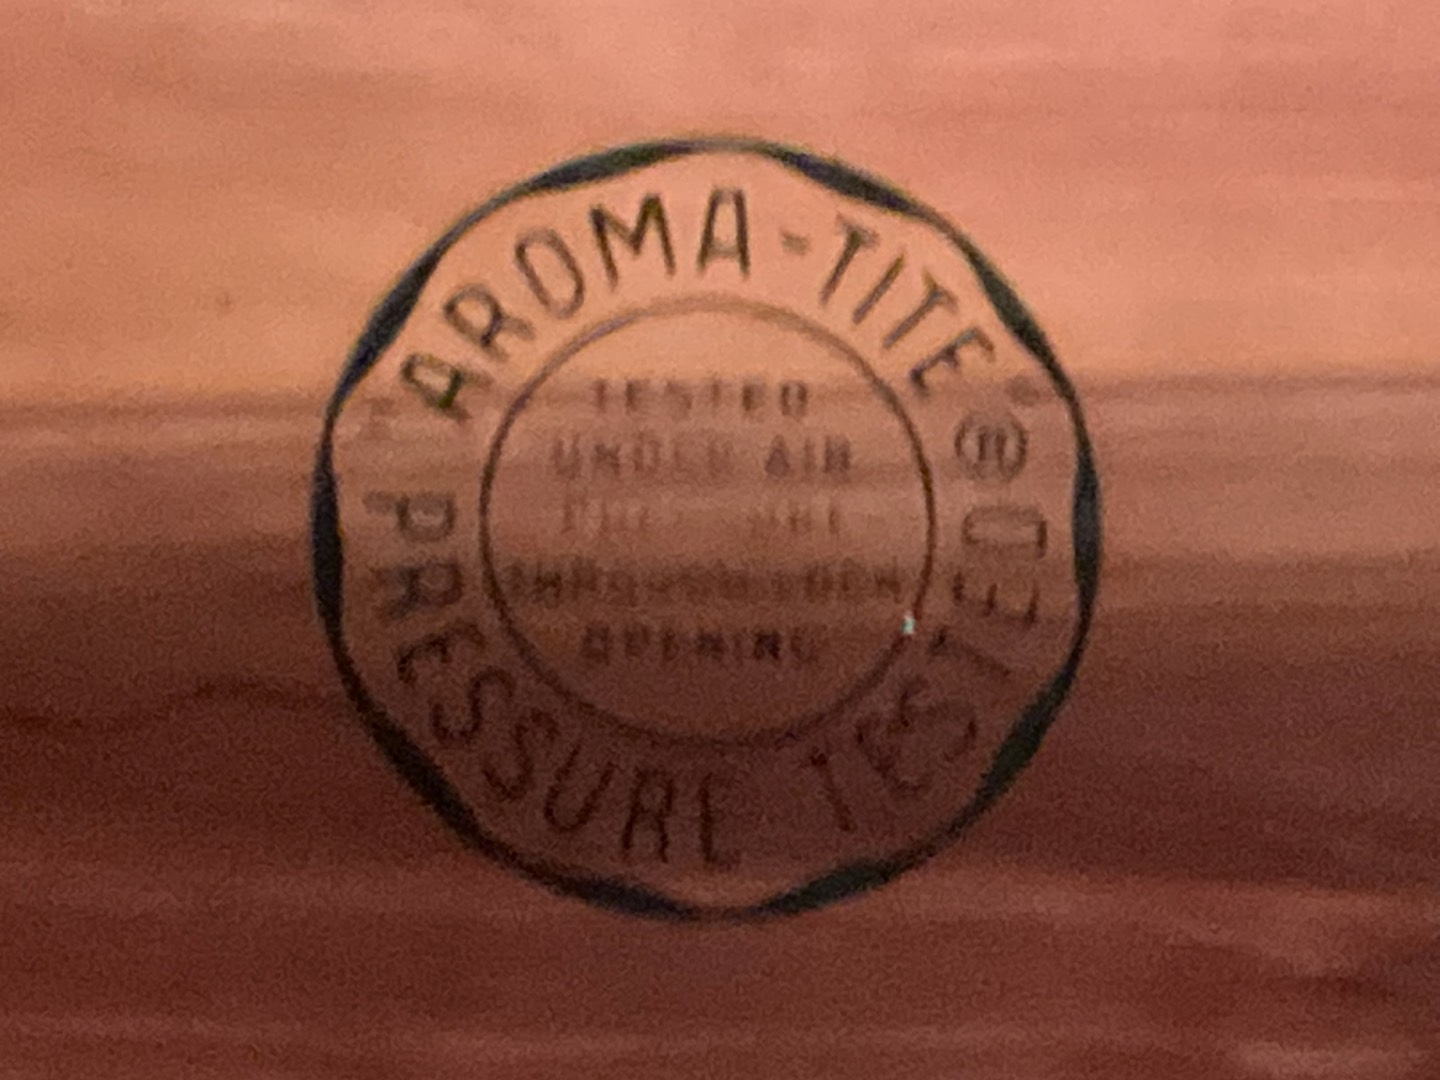 AROMA-TITE®
PRESSURE TESTED
TESTED
UNDER AIR
OPENING